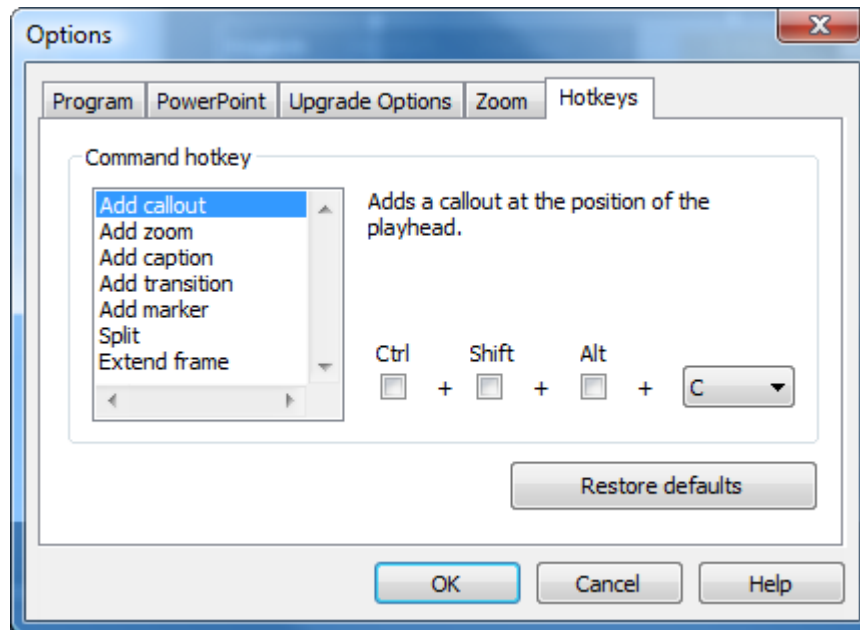 Options
Program PowerPoint Upgrade Options Zoom Hotkeys
Command hotkey
Add callout
Add zoom
Add caption
Add transition
Add marker
Split
Extend frame
Adds a callout at the position of the
playhead.
Ctrl Shift Alt
+ + + C
Restore defaults
OK Cancel Help